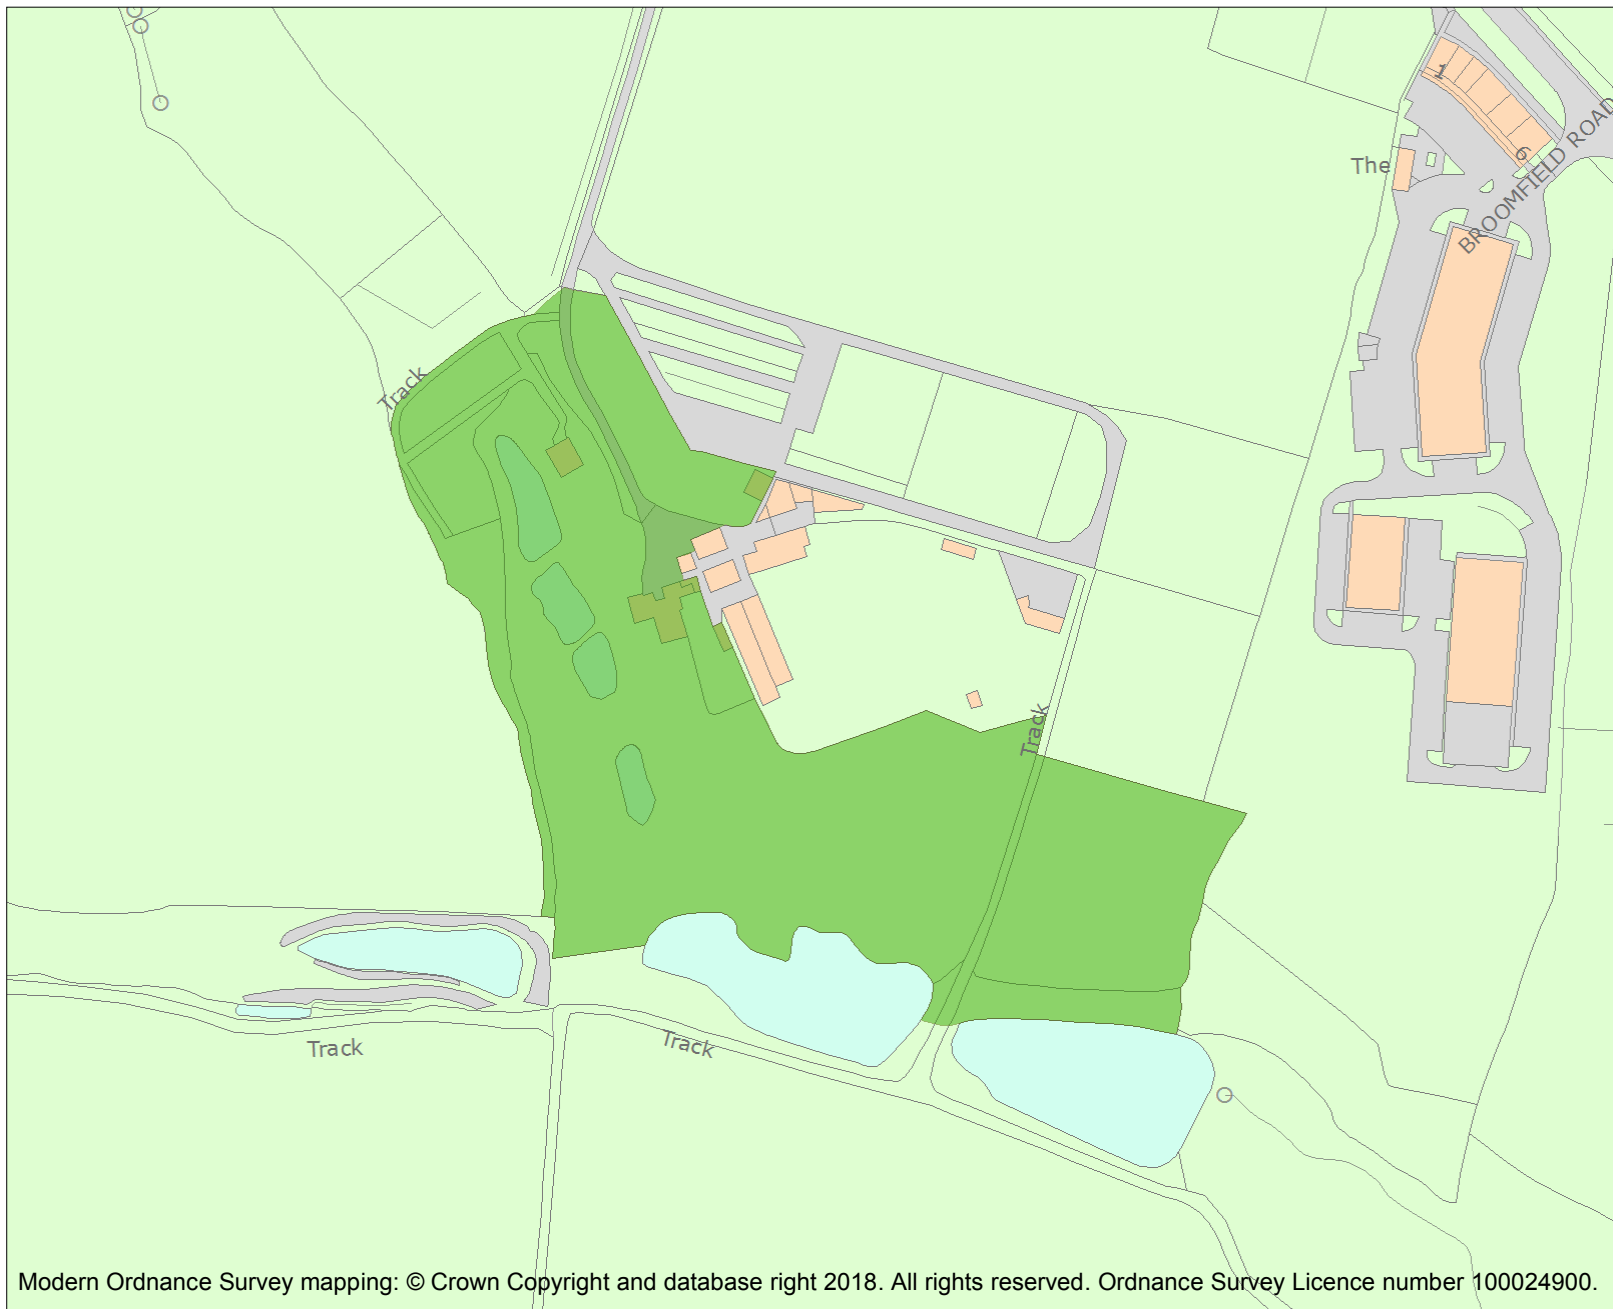 1
BROOMFIELD ROAD
6
The
Track
Track
Track
Track
Modern Ordnance Survey mapping: © Crown Copyright and database right 2018. All rights reserved. Ordnance Survey Licence number 100024900.